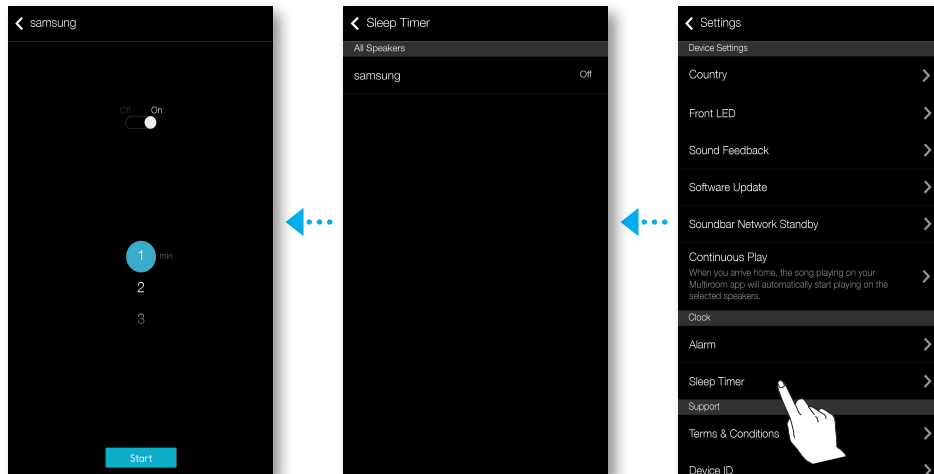 samsung
Off On
1 min
2
3
Start
Sleep Timer
All Speakers
samsung Off
Settings
Device Settings
Country
Front LED
Sound Feedback
Software Update
Soundbar Network Standby
Continuous Play
When you arrive home, the song playing on your
Multiroom app will automatically start playing on the
selected speakers.
Clock
Alarm
Sleep Timer
Support
Terms & Conditions
Device ID